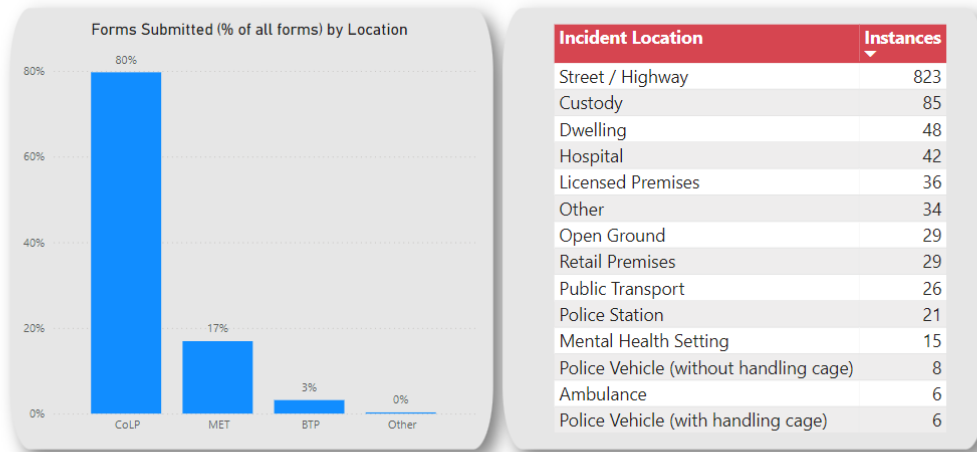 Forms Submitted (% of all forms) by Location
80%
60%
40%
20%
0%
80%
17%
3%
0%
CoLP MET BTP Other
Incident Location Instances
Street / Highway 823
Custody 85
Dwelling 48
Hospital 42
Licensed Premises 36
Other 34
Open Ground 29
Retail Premises 29
Public Transport 26
Police Station 21
Mental Health Setting 15
Police Vehicle (without handling cage) 8
Ambulance 6
Police Vehicle (with handling cage) 6